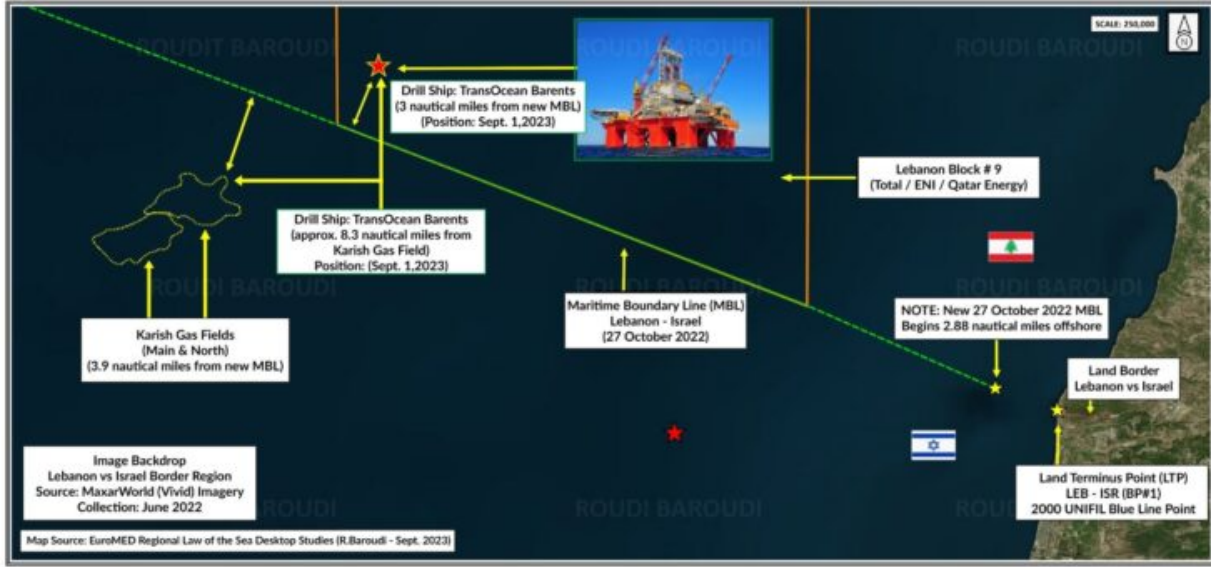 ROUDIT BAROUDI
ROUDI BAROUDI
ROUDI BAROUDI
SCALE: 250,000
N
Drill Ship: TransOcean Barents
(3 nautical miles from new MBL)
(Position: Sept. 1,2023)
Lebanon Block # 9
(Total / ENI / Qatar Energy)
Drill Ship: TransOcean Barents
(approx. 8.3 nautical miles from
Karish Gas Field)
Position: (Sept. 1,2023)
ROUDI BAROUDI
ROUDI BAROUDI
ROUDI BAROUDI
Karish Gas Fields
(Main & North)
(3.9 nautical miles from new MBL)
Maritime Boundary Line (MBL)
Lebanon - Israel
(27 October 2022)
NOTE: New 27 October 2022 MBL
Begins 2.88 nautical miles offshore
Land Border
Lebanon vs Israel
Image Backdrop
Lebanon vs Israel Border Region
Source: MaxarWorld (Vivid) Imagery
Collection: June 2022
Land Terminus Point (LTP)
LEB - ISR (BP#1)
2000 UNIFIL Blue Line Point
ROUDI BAROUDI
ROUDI BAROUDI
ROUDI BAROUDI
Map Source: EuroMED Regional Law of the Sea Desktop Studies (R.Baroudi - Sept. 2023)